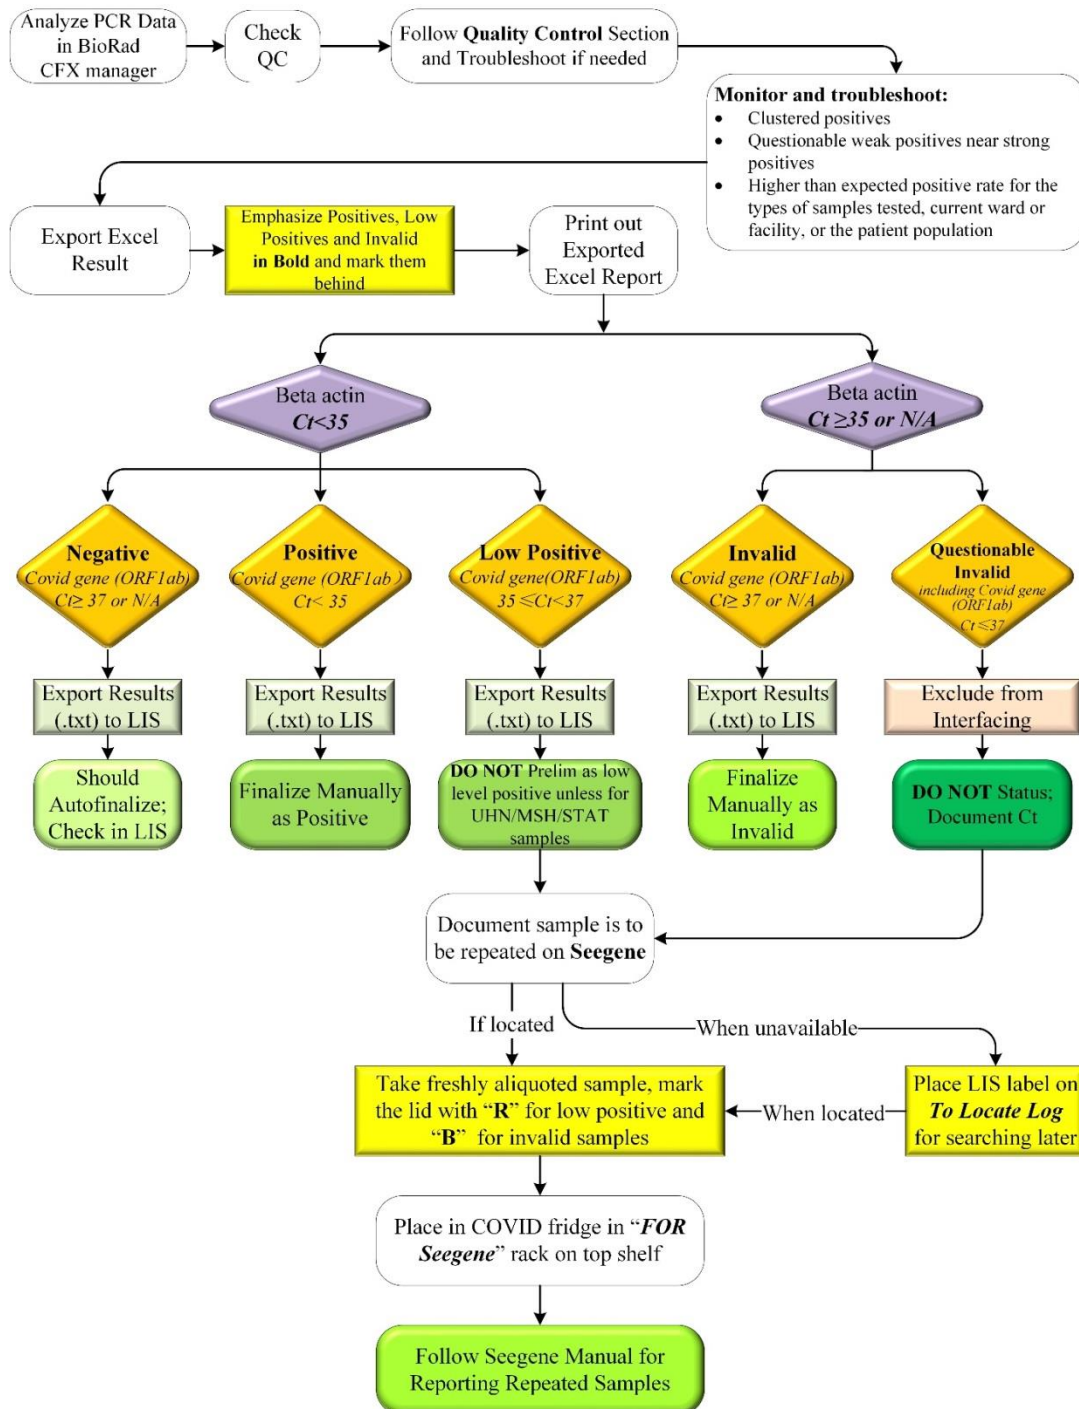 Analyze PCR Data
in BioRad
CFX manager
Check
QC
Follow Quality Control Section
and Troubleshoot if needed
Monitor and troubleshoot:
• Clustered positives
• Questionable weak positives near strong
positives
• Higher than expected positive rate for the
types of samples tested, current ward or
facility, or the patient population
Export Excel
Result
Emphasize Positives, Low
Positives and Invalid
in Bold and mark them
behind
Print out
Exported
Excel Report
Beta actin
Ct<35
Beta actin
Ct ≥35 or N/A
Negative
Covid gene (ORF1ab)
Ct≥ 37 or N/A
Positive
Covid gene (ORF1ab）
Ct< 35
Low Positive
Covid gene(ORF1ab)
35 ≤Ct<37
Invalid
Covid gene (ORF1ab)
Ct≥ 37 or N/A
Questionable
Invalid
including Covid gene
(ORF1ab)
Ct ≤37
Export Results
(.txt) to LIS
Export Results
(.txt) to LIS
Export Results
(.txt) to LIS
Export Results
(.txt) to LIS
Exclude from
Interfacing
Should
Autofinalize;
Check in LIS
Finalize Manually
as Positive
DO NOT Prelim as low
level positive unless for
UHN/MSH/STAT
samples
Finalize
Manually as
Invalid
DO NOT Status;
Document Ct
Document sample is to
be repeated on Seegene
If located
When unavailable
Take freshly aliquoted sample, mark
the lid with “R” for low positive and
“B” for invalid samples
When located
Place LIS label on
To Locate Log
for searching later
Place in COVID fridge in “FOR
Seegene” rack on top shelf
Follow Seegene Manual for
Reporting Repeated Samples